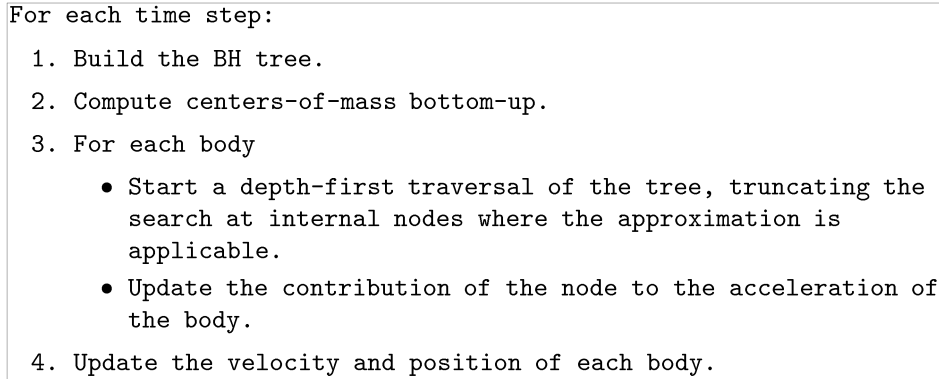 For each time step:
1. Build the BH tree.
2. Compute centers-of-mass bottom-up.
3. For each body
• Start a depth-first traversal of the tree, truncating the
search at internal nodes where the approximation is
applicable.
• Update the contribution of the node to the acceleration of
the body.
4. Update the velocity and position of each body.